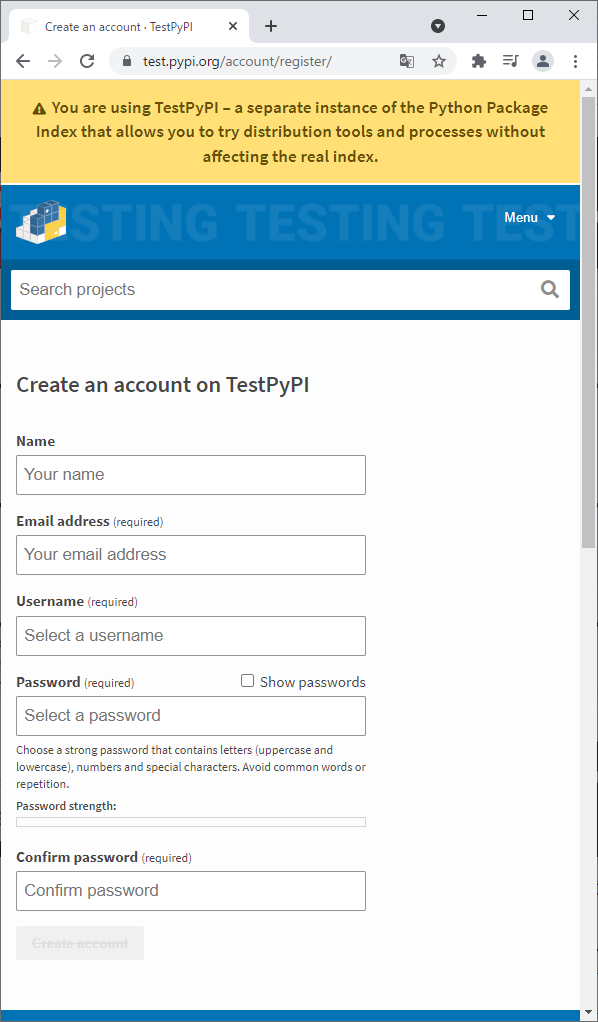 Create an account · TestPyPI
test.pypi.org/account/register/
You are using TestPyPI – a separate instance of the Python Package
Index that allows you to try distribution tools and processes without
affecting the real index.
TESTING TESTING TEST
Menu
Search projects
Create an account on TestPyPI
Name
Your name
Email address (required)
Your email address
Username (required)
Select a username
Password (required) Show passwords
Select a password
Choose a strong password that contains letters (uppercase and
lowercase), numbers and special characters. Avoid common words or
repetition.
Password strength:
Confirm password (required)
Confirm password
Create account